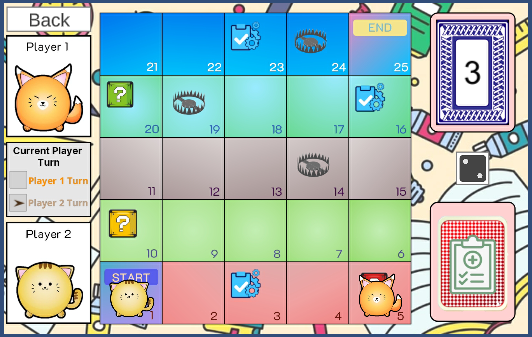 Back
Player 1
Current Player
Turn
Player 1 Turn
Player 2 Turn
Player 2
21 22 23 24 END 25
? 20 19 18 17 16
11 12 13 14 15
? 10 9 8 7 6
START 1 2 3 4 5
3